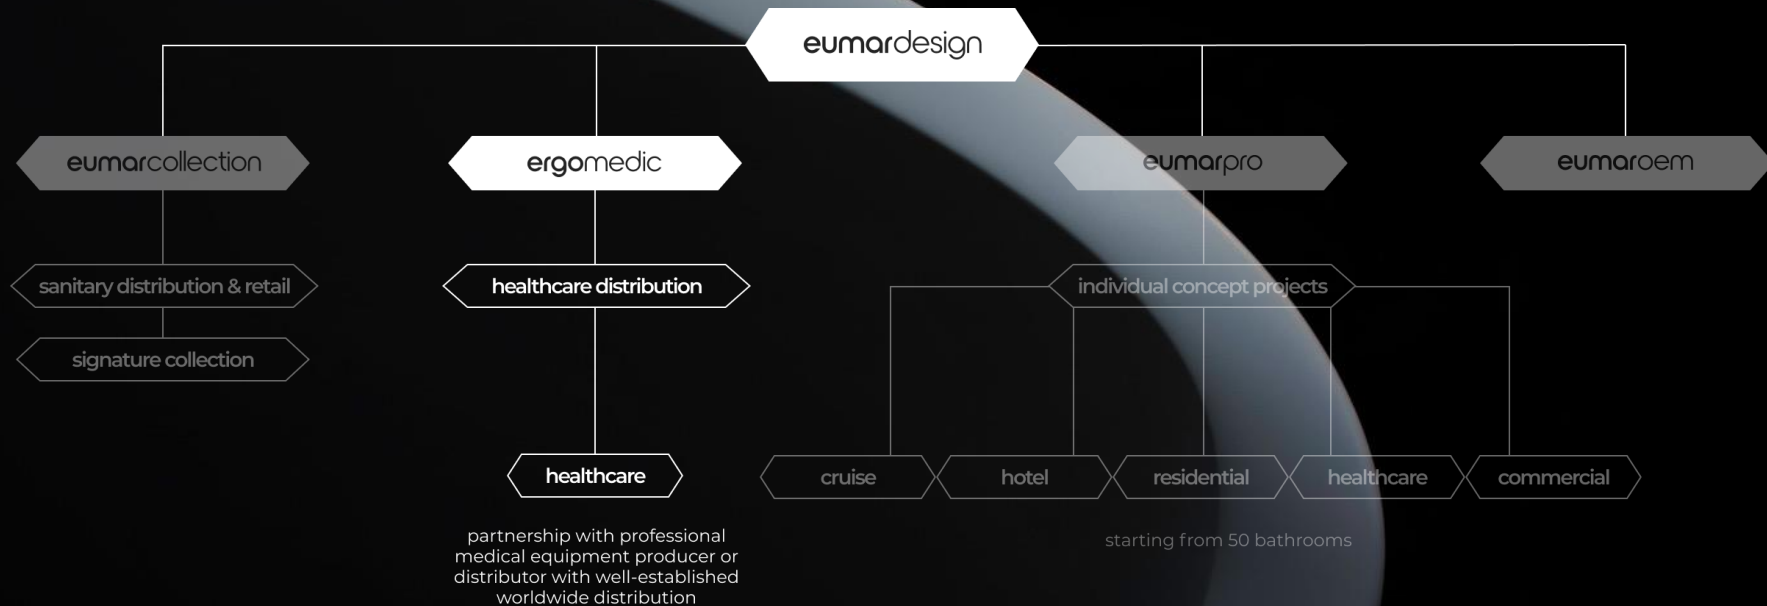 eumardesign
eumarcollection
ergomedic
eumarpro
eumaroem
sanitary distribution & retail
healthcare distribution
individual concept projects
signature collection
healthcare
cruise
hotel
residential
healthcare
commercial
partnership with professional
medical equipment producer or
distributor with well-established
worldwide distribution
starting from 50 bathrooms